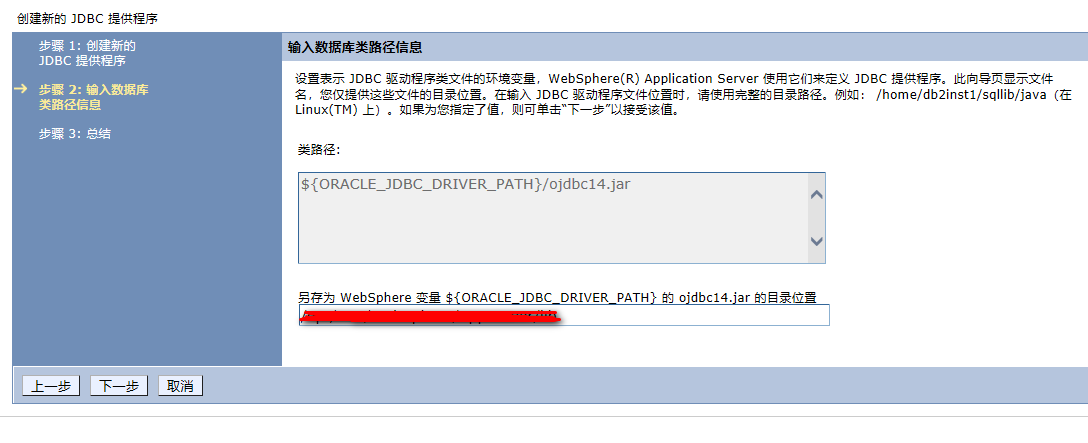 创建新的 JDBC 提供程序
步骤 1: 创建新的
JDBC 提供程序
步骤 2: 输入数据库
类路径信息
步骤 3: 总结
输入数据库类路径信息
设置表示 JDBC 驱动程序类文件的环境变量，WebSphere(R) Application Server 使用它们来定义 JDBC 提供程序。此向导页显示文件
名，您仅提供这些文件的目录位置。在输入 JDBC 驱动程序文件位置时，请使用完整的目录路径。例如： /home/db2inst1/sqllib/java（在
Linux(TM) 上）。如果为您指定了值，则可单击“下一步”以接受该值。
类路径:
${ORACLE_JDBC_DRIVER_PATH}/ojdbc14.jar
另存为 WebSphere 变量 ${ORACLE_JDBC_DRIVER_PATH} 的 ojdbc14.jar 的目录位置
上一步 下一步 取消